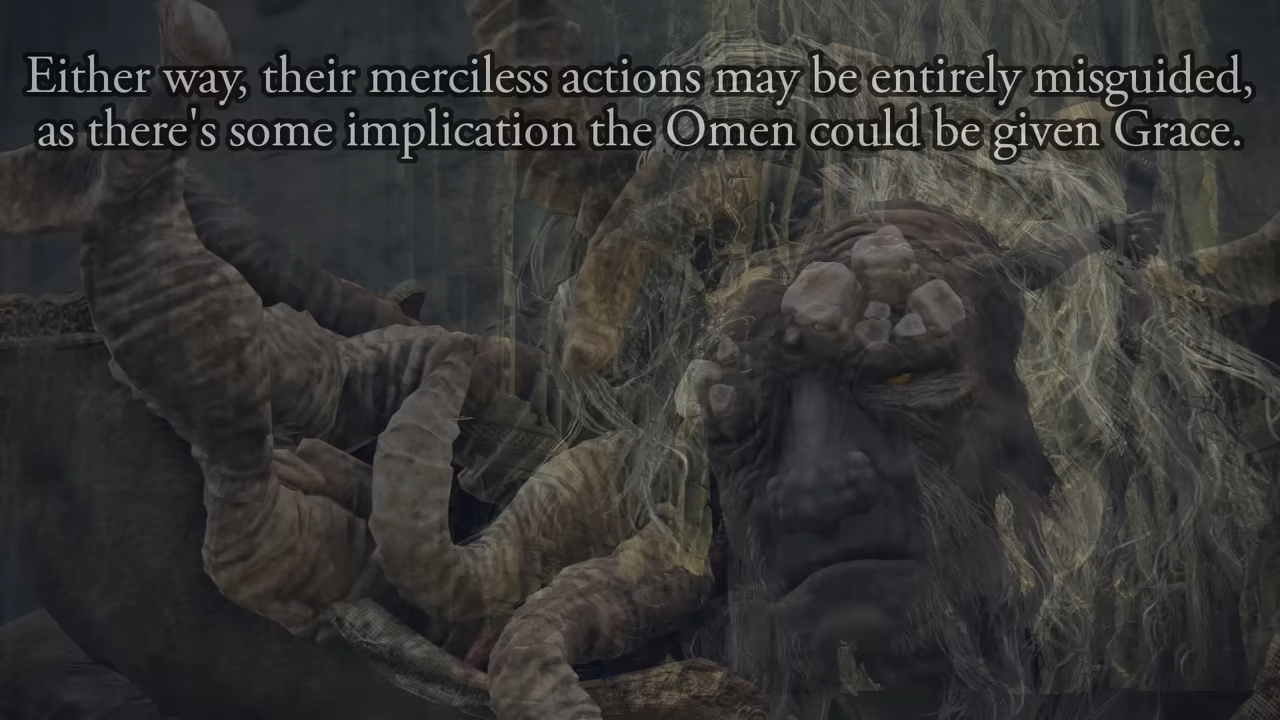 Either way, their merciless actions may be entirely misguided,
as there's some implication the Omen could be given Grace.